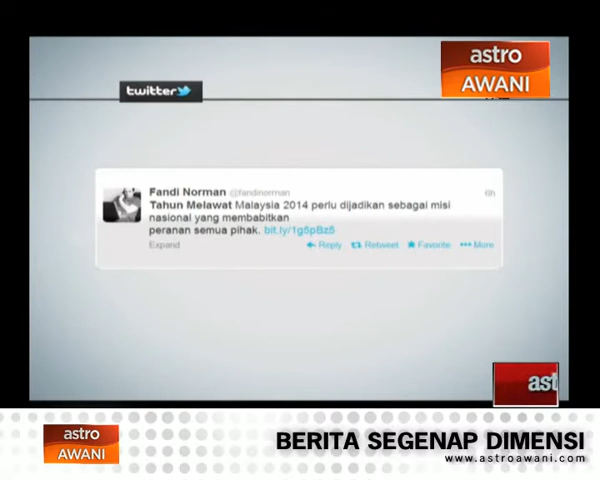 astro
AWANI
twitter
Fandi Norman @fandinorman
6h
Tahun Melawat Malaysia 2014 perlu dijadikan sebagai misi
nasional yang membabitkan
peranan semua pihak. bit.ly/1g5pBz5
Expand
Reply Retweet Favorite More
ast
astro
AWANI
BERITA SEGENAP DIMENSI
www.astroawani.com